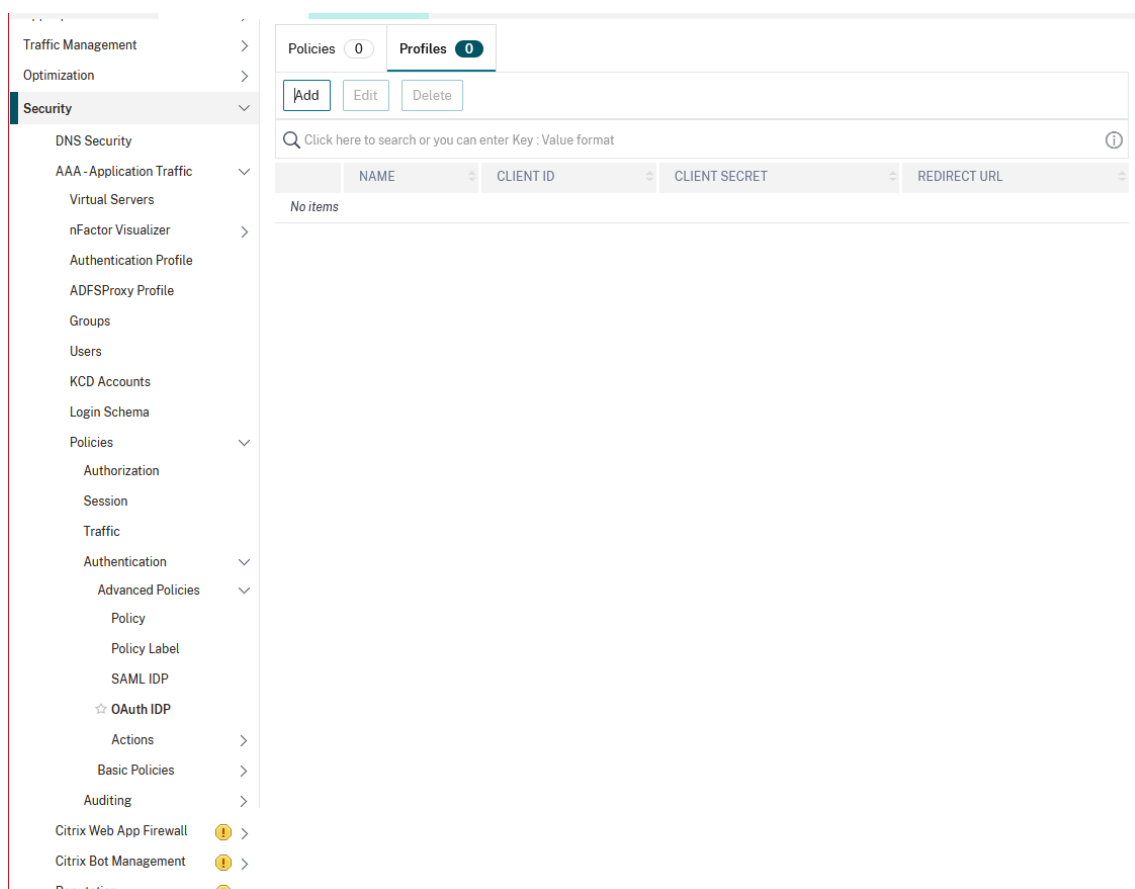 Traffic Management
Optimization
Security
DNS Security
AAA - Application Traffic
Virtual Servers
nFactor Visualizer
Authentication Profile
ADFSProxy Profile
Groups
Users
KCD Accounts
Login Schema
Policies
Authorization
Session
Traffic
Authentication
Advanced Policies
Policy
Policy Label
SAML IDP
OAuth IDP
Actions
Basic Policies
Auditing
Citrix Web App Firewall
Citrix Bot Management
Policies 0 Profiles 0
Add Edit Delete
Click here to search or you can enter Key : Value format
NAME CLIENT ID CLIENT SECRET REDIRECT URL
No items